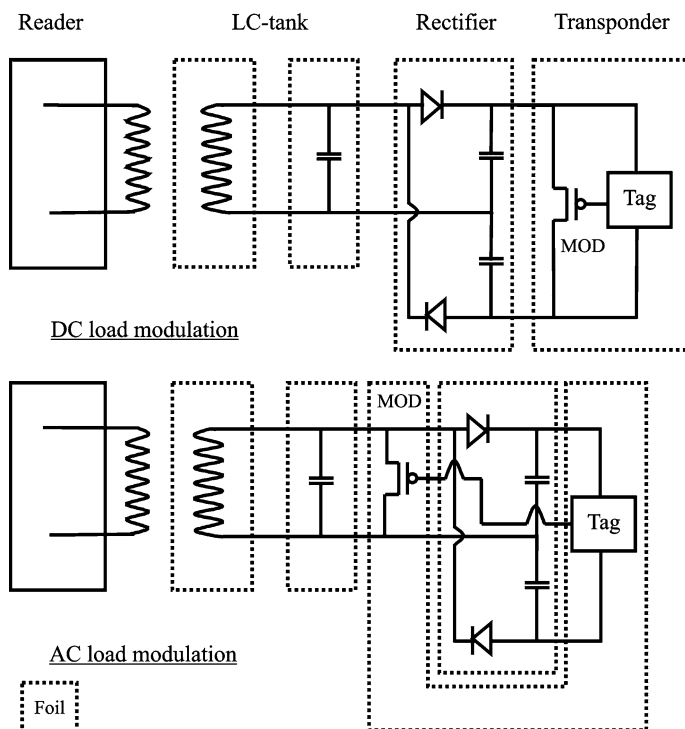 Reader LC-tank Rectifier Transponder
Tag
MOD
DC load modulation
MOD
Tag
AC load modulation
Foil